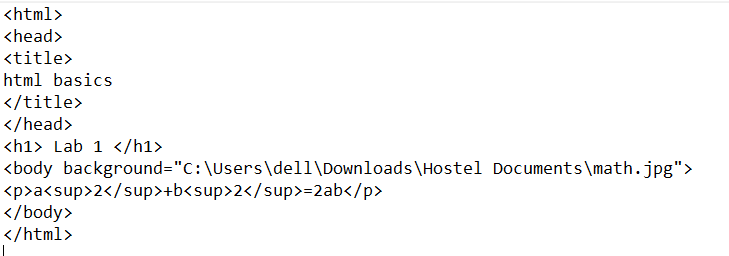 <html>
<head>
<title>
html basics
</title>
</head>
<h1> Lab 1 </h1>
<body background="C:\Users\dell\Downloads\Hostel Documents\math.jpg">
<p>a<sup>2</sup>+b<sup>2</sup>=2ab</p>
</body>
</html>